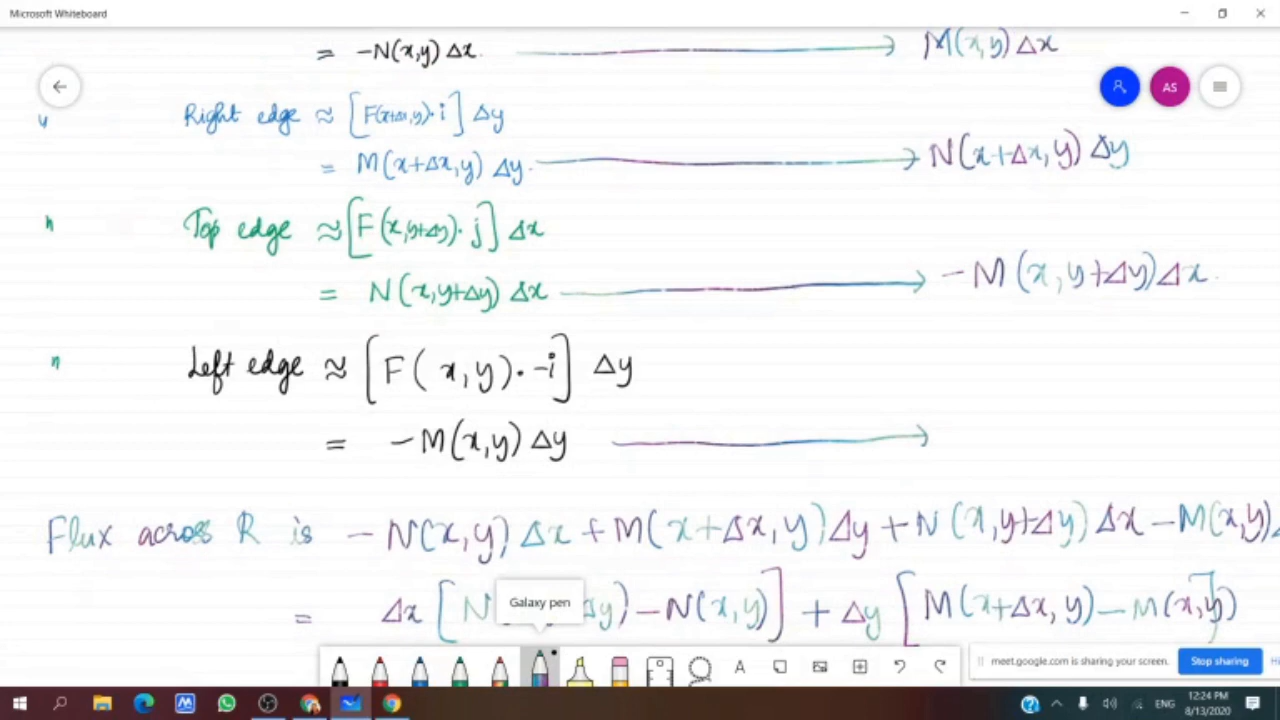 Microsoft Whiteboard
= -N(x,y) Δx. → M(x,y) Δx
AS
Right edge ≈ [F(x+Δx,y)·i] Δy
= M(x+Δx,y) Δy. → N(x+Δx, y) Δy
n Top edge ≈ [F(x,y+Δy)·j] Δx
= N(x,y+Δy) Δx → -M(x, y+Δy)Δx.
n Left edge ≈ [F( x,y)·-i] Δy
= -M(x,y) Δy →
Flux across R is -N(x,y) Δx + M(x+Δx,y)Δy + N(x,y+Δy) Δx - M(x,y)
= Δx [N Δy) - N(x,y)] + Δy [M(x+Δx, y) - M(x,y)]
Galaxy pen
A
meet.google.com is sharing your screen. Stop sharing Hi
ENG 12:24 PM
8/13/2020